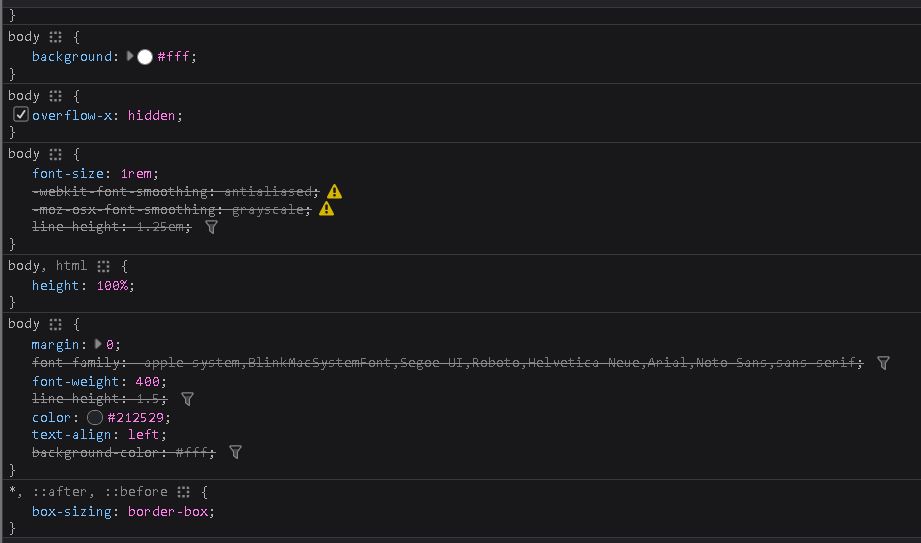 }
body {
background: #fff;
}
body {
overflow-x: hidden;
}
body {
font-size: 1rem;
-webkit-font-smoothing: antialiased;
-moz-osx-font-smoothing: grayscale;
line-height: 1.25em;
}
body, html {
height: 100%;
}
body {
margin: 0;
font-family: -apple-system,BlinkMacSystemFont,Segoe UI,Roboto,Helvetica Neue,Arial,Noto Sans,sans-serif;
font-weight: 400;
line-height: 1.5;
color: #212529;
text-align: left;
background-color: #fff;
}
*, ::after, ::before {
box-sizing: border-box;
}